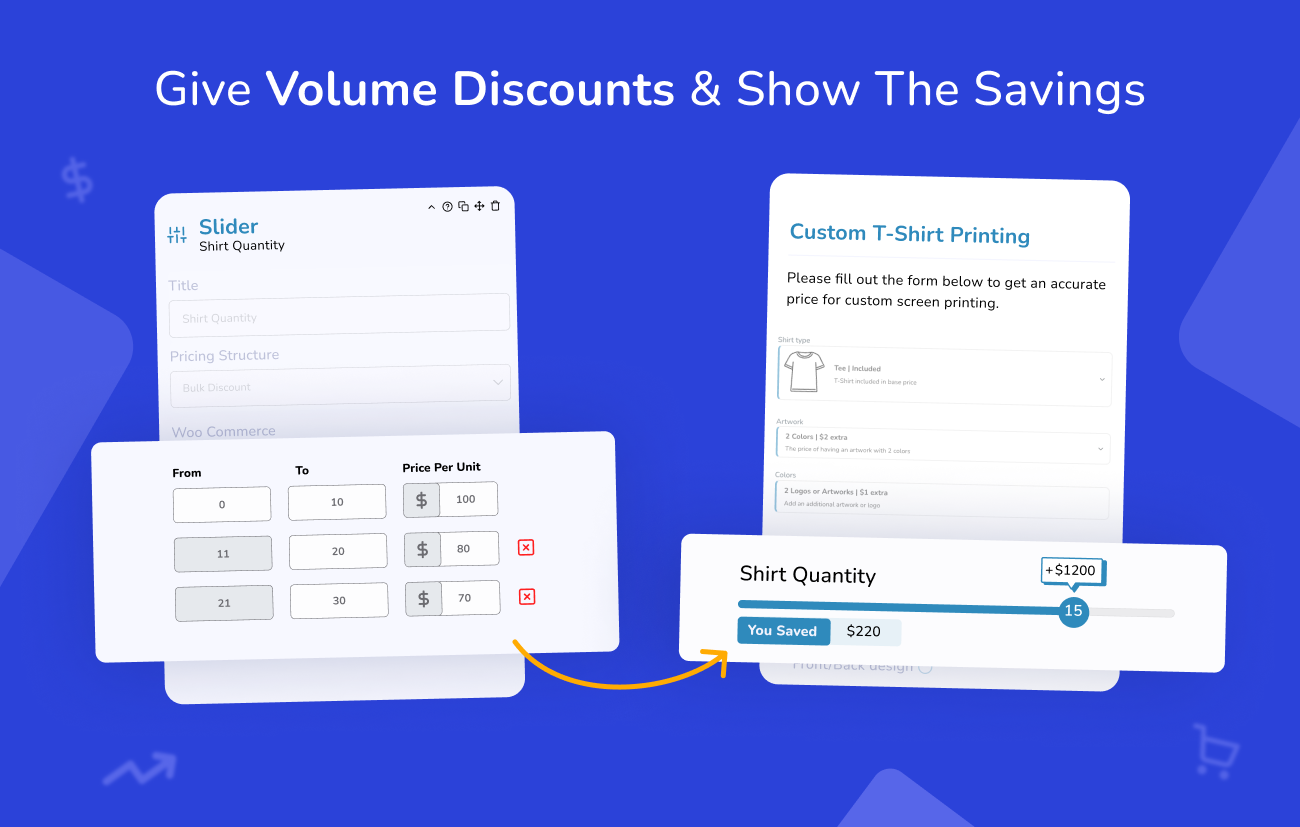 Give Volume Discounts & Show The Savings
Slider
Shirt Quantity
Title
Shirt Quantity
Pricing Structure
Bulk Discount
Woo Commerce
From To Price Per Unit
0 10 $ 100
11 20 $ 80
21 30 $ 70
Custom T-Shirt Printing
Please fill out the form below to get an accurate
price for custom screen printing.
Shirt type
Tee | Included
T-Shirt included in base price
Artwork
2 Colors | $2 extra
The price of having an artwork with 2 colors
Colors
2 Logos or Artworks | $1 extra
Add an additional artwork or logo
Shirt Quantity
+$1200
15
You Saved $220
Front/Back design